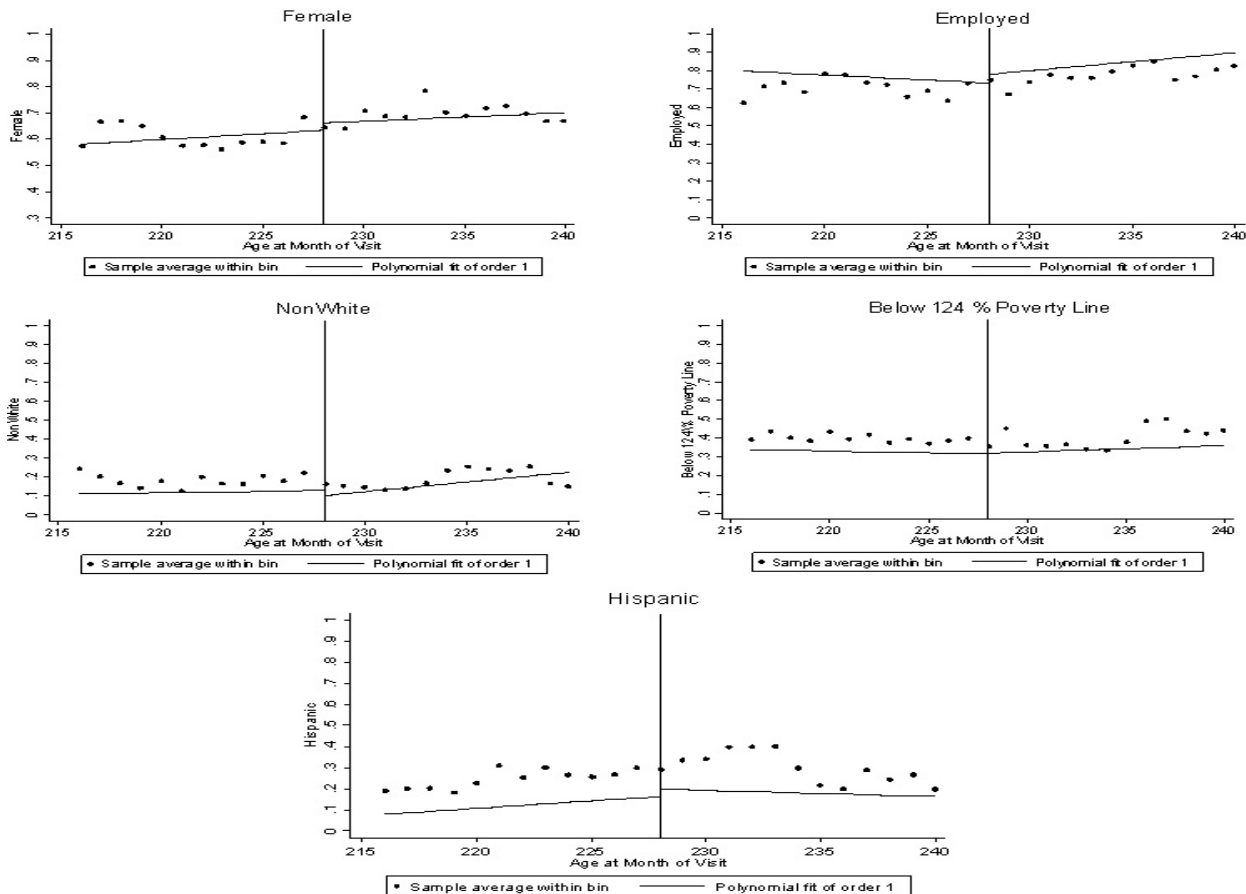 Female
Female
.3 .4 .5 .6 .7 .8 .9 1
215 220 225 230 235 240
Age at Month of Visit
Sample average within bin Polynomial fit of order 1
Employed
Employed
0 .1 .2 .3 .4 .5 .6 .7 .8 .9 1
215 220 225 230 235 240
Age at Month of Visit
Sample average within bin Polynomial fit of order 1
NonWhite
NonWhite
0 .1 .2 .3 .4 .5 .6 .7 .8 .9 1
215 220 225 230 235 240
Age at Month of Visit
Sample average within bin Polynomial fit of order 1
Below 124 % Poverty Line
Below 124% Poverty Line
0 .1 .2 .3 .4 .5 .6 .7 .8 .9 1
215 220 225 230 235 240
Age at Month of Visit
Sample average within bin Polynomial fit of order 1
Hispanic
Hispanic
0 .1 .2 .3 .4 .5 .6 .7 .8 .9 1
215 220 225 230 235 240
Age at Month of Visit
Sample average within bin Polynomial fit of order 1